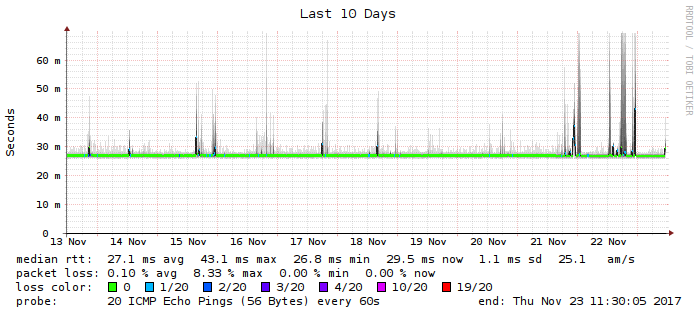 Last 10 Days
RRDTOOL / TOBI OETIKER
Seconds
60 m
50 m
40 m
30 m
20 m
10 m
0
13 Nov 14 Nov 15 Nov 16 Nov 17 Nov 18 Nov 19 Nov 20 Nov 21 Nov 22 Nov
median rtt: 27.1 ms avg 43.1 ms max 26.8 ms min 29.5 ms now 1.1 ms sd 25.1 am/s
packet loss: 0.10 % avg 8.33 % max 0.00 % min 0.00 % now
loss color: 0 1/20 2/20 3/20 4/20 10/20 19/20
probe: 20 ICMP Echo Pings (56 Bytes) every 60s end: Thu Nov 23 11:30:05 2017